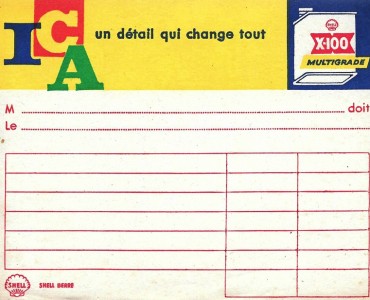 ICA
un détail qui change tout
SHELL
X-100
MULTIGRADE
M doit
Le
SHELL
SHELL BERRE